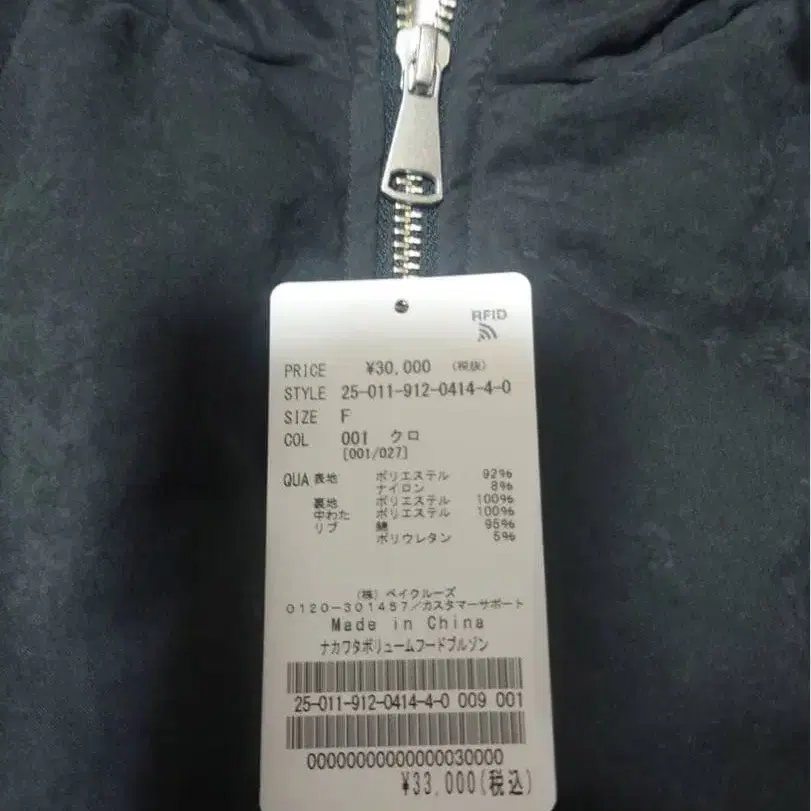 RFID
PRICE ¥30,000 (税抜)
STYLE 25-011-912-0414-4-0
SIZE F
COL 001 クロ
[001/027]
QUA 表地 ポリエステル 92%
ナイロン 8%
裏地 ポリエステル 100%
中わた ポリエステル 100%
リブ 綿 95%
ポリウレタン 5%
(株) ベイクルーズ
0120-301457/カスタマーサポート
Made in China
ナカワタボリュームフードブルゾン
25-011-912-0414-4-0 009 001
00000000000000030000
¥33,000(税込)